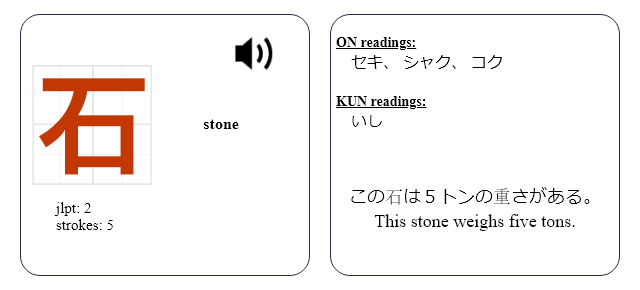 石
stone
jlpt: 2
strokes: 5
ON readings:
セキ、 シャク、 コク
KUN readings:
いし
この石は５トンの重さがある。
This stone weighs five tons.